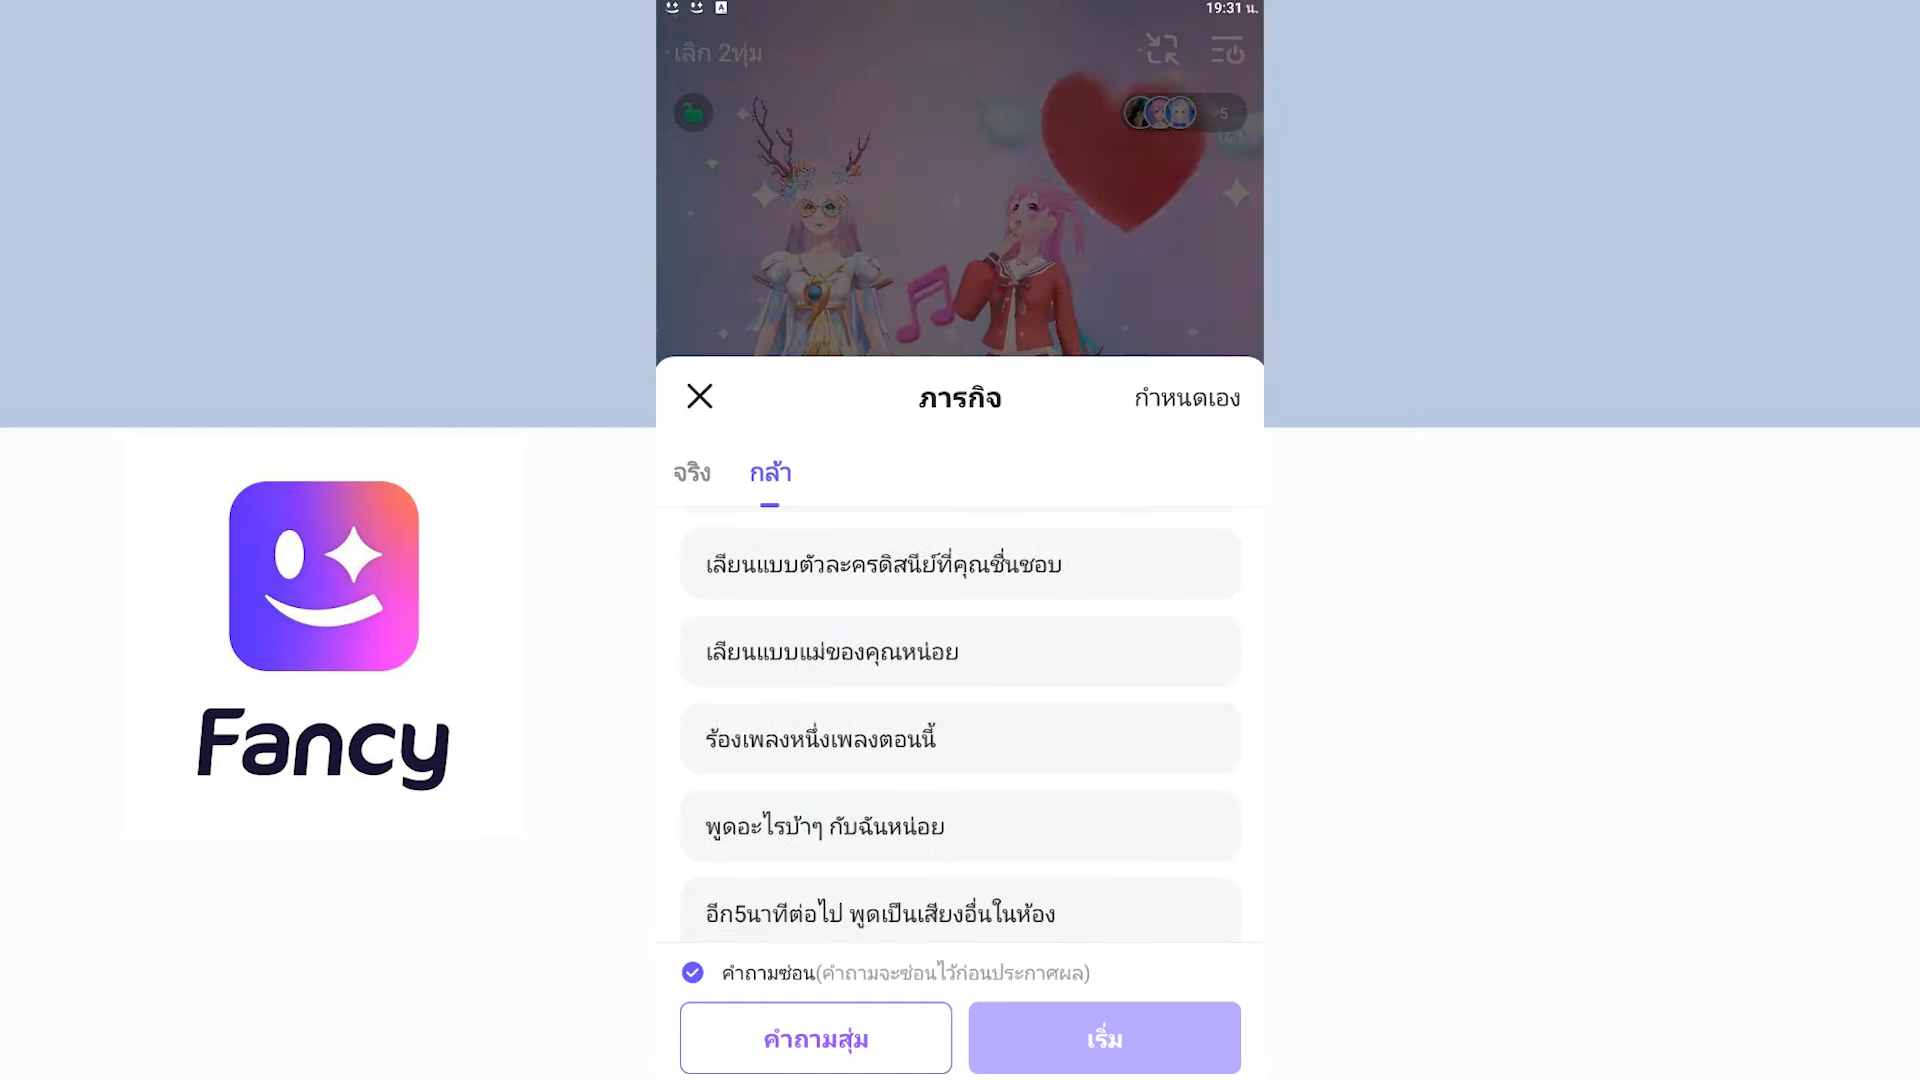 19:31 น.
เลิก 2ทุ่ม
5
ภารกิจ
กำหนดเอง
จริง
กล้า
เลียนแบบตัวละครดิสนีย์ที่คุณชื่นชอบ
เลียนแบบแม่ของคุณหน่อย
ร้องเพลงหนึ่งเพลงตอนนี้
พูดอะไรบ้าๆ กับฉันหน่อย
อีก5นาทีต่อไป พูดเป็นเสียงอื่นในห้อง
คำถามซ่อน(คำถามจะซ่อนไว้ก่อนประกาศผล)
คำถามสุ่ม
เริ่ม
Fancy